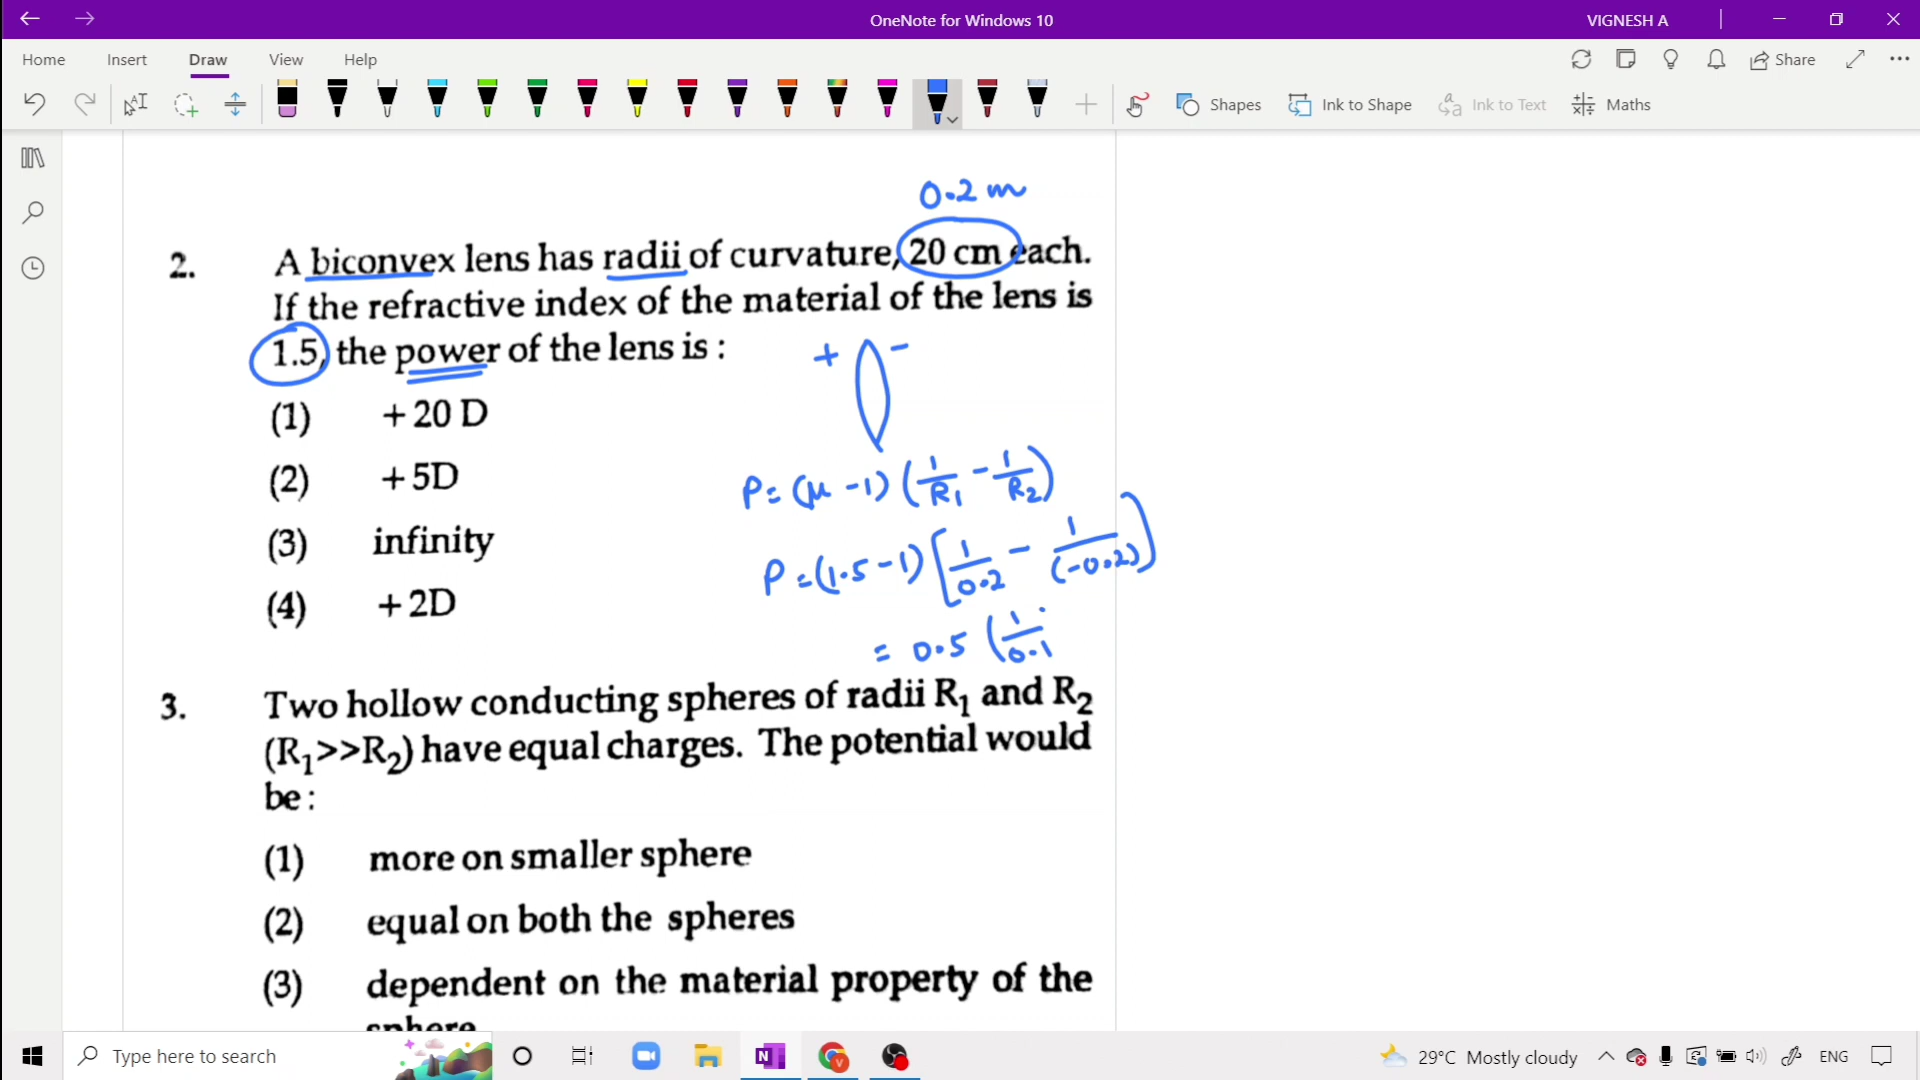 OneNote for Windows 10
VIGNESH A
Home Insert Draw View Help
Share
Shapes Ink to Shape Ink to Text Maths
0.2 m
2. A biconvex lens has radii of curvature, 20 cm each.
If the refractive index of the material of the lens is
1.5, the power of the lens is :
+ -
(1) + 20 D
(2) + 5D
(3) infinity
(4) + 2D
P = (μ - 1) (1/R₁ - 1/R₂)
P = (1.5 - 1) [1/0.2 - 1/(-0.2)]
= 0.5 (1/0.1
3. Two hollow conducting spheres of radii R₁ and R₂
(R₁>>R₂) have equal charges. The potential would
be :
(1) more on smaller sphere
(2) equal on both the spheres
(3) dependent on the material property of the
sphere
Type here to search
29°C Mostly cloudy
ENG